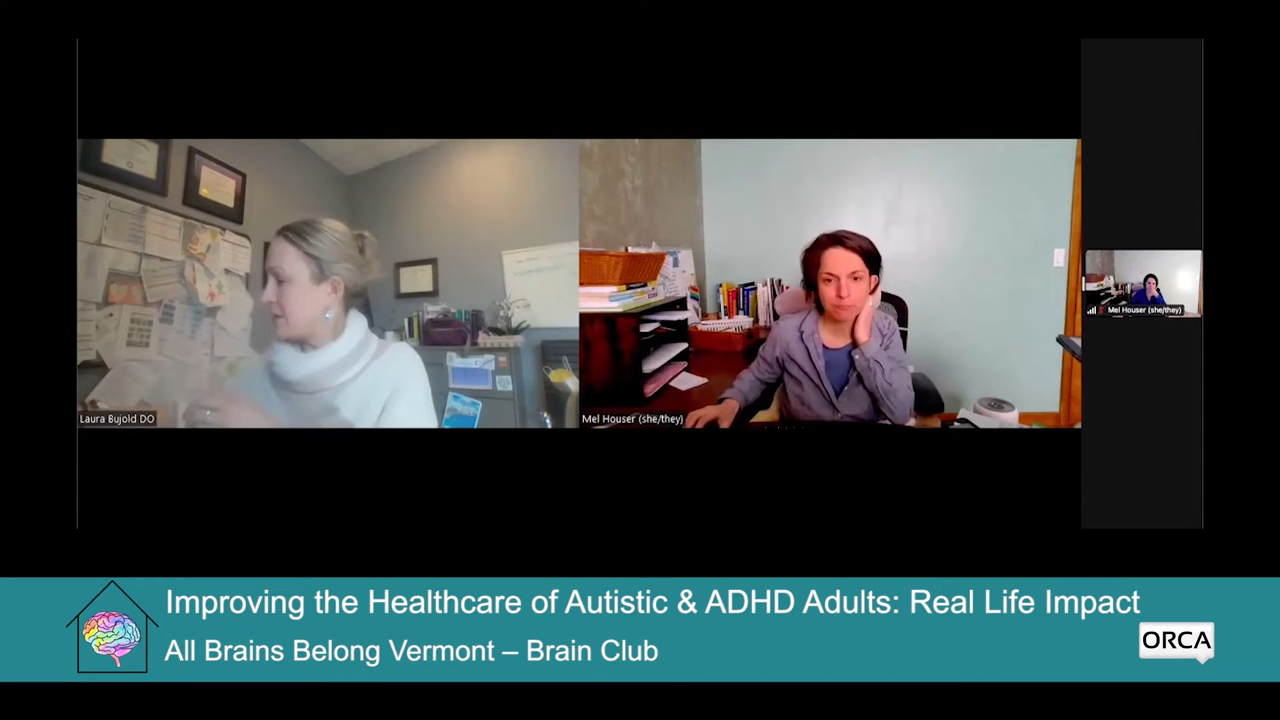 Laura Bujold DO
Mel Houser (she/they)
Mel Houser (she/they)
Improving the Healthcare of Autistic & ADHD Adults: Real Life Impact
All Brains Belong Vermont – Brain Club
ORCA